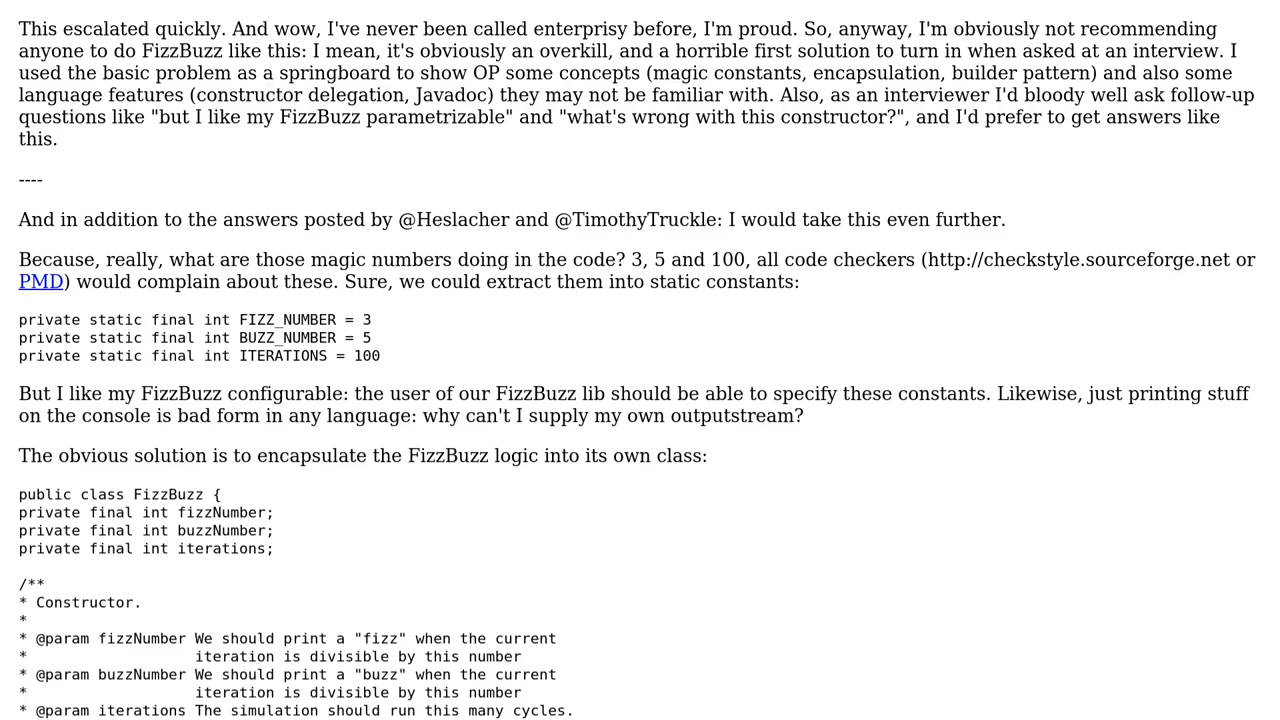 This escalated quickly. And wow, I've never been called enterprisy before, I'm proud. So, anyway, I'm obviously not recommending
anyone to do FizzBuzz like this: I mean, it's obviously an overkill, and a horrible first solution to turn in when asked at an interview. I
used the basic problem as a springboard to show OP some concepts (magic constants, encapsulation, builder pattern) and also some
language features (constructor delegation, Javadoc) they may not be familiar with. Also, as an interviewer I'd bloody well ask follow-up
questions like "but I like my FizzBuzz parametrizable" and "what's wrong with this constructor?", and I'd prefer to get answers like
this.
----
And in addition to the answers posted by @Heslacher and @TimothyTruckle: I would take this even further.
Because, really, what are those magic numbers doing in the code? 3, 5 and 100, all code checkers (http://checkstyle.sourceforge.net or
PMD) would complain about these. Sure, we could extract them into static constants:
private static final int FIZZ_NUMBER = 3
private static final int BUZZ_NUMBER = 5
private static final int ITERATIONS = 100
But I like my FizzBuzz configurable: the user of our FizzBuzz lib should be able to specify these constants. Likewise, just printing stuff
on the console is bad form in any language: why can't I supply my own outputstream?
The obvious solution is to encapsulate the FizzBuzz logic into its own class:
public class FizzBuzz {
private final int fizzNumber;
private final int buzzNumber;
private final int iterations;
/**
* Constructor.
*
* @param fizzNumber We should print a "fizz" when the current
*                   iteration is divisible by this number
* @param buzzNumber We should print a "buzz" when the current
*                   iteration is divisible by this number
* @param iterations The simulation should run this many cycles.